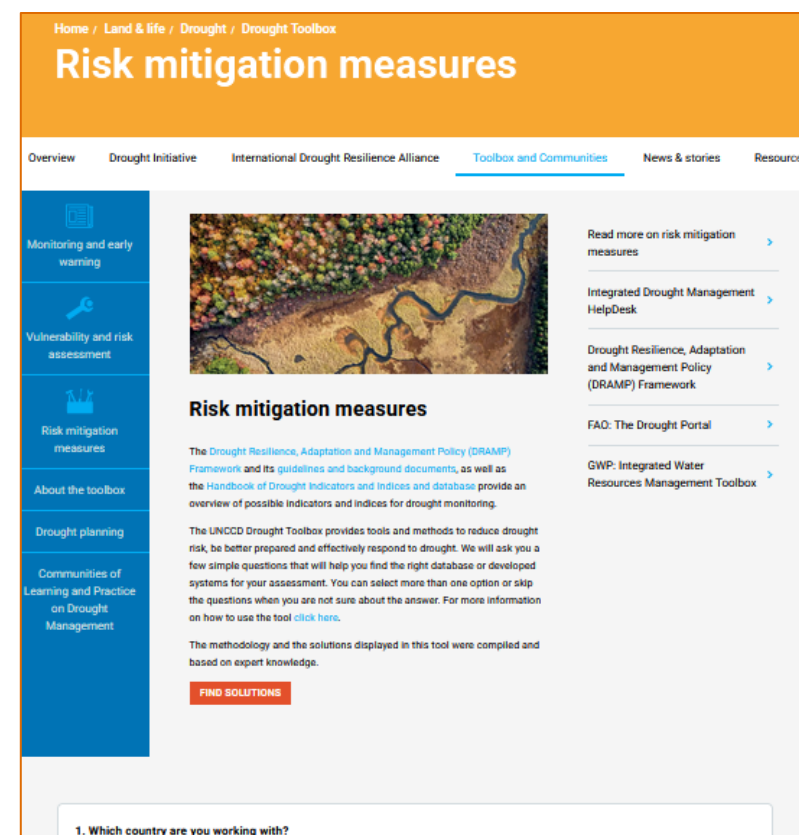 Home / Land & life / Drought / Drought Toolbox
Risk mitigation measures
Overview Drought Initiative International Drought Resilience Alliance Toolbox and Communities News & stories Resource
Monitoring and early
warning
Vulnerability and risk
assessment
Risk mitigation
measures
About the toolbox
Drought planning
Communities of
Learning and Practice
on Drought
Management
Risk mitigation measures
The Drought Resilience, Adaptation and Management Policy (DRAMP)
Framework and its guidelines and background documents, as well as
the Handbook of Drought Indicators and Indices and database provide an
overview of possible indicators and indices for drought monitoring.
The UNCCD Drought Toolbox provides tools and methods to reduce drought
risk, be better prepared and effectively respond to drought. We will ask you a
few simple questions that will help you find the right database or developed
systems for your assessment. You can select more than one option or skip
the questions when you are not sure about the answer. For more information
on how to use the tool click here.
The methodology and the solutions displayed in this tool were compiled and
based on expert knowledge.
FIND SOLUTIONS
Read more on risk mitigation
measures
Integrated Drought Management
HelpDesk
Drought Resilience, Adaptation
and Management Policy
(DRAMP) Framework
FAO: The Drought Portal
GWP: Integrated Water
Resources Management Toolbox
1. Which country are you working with?